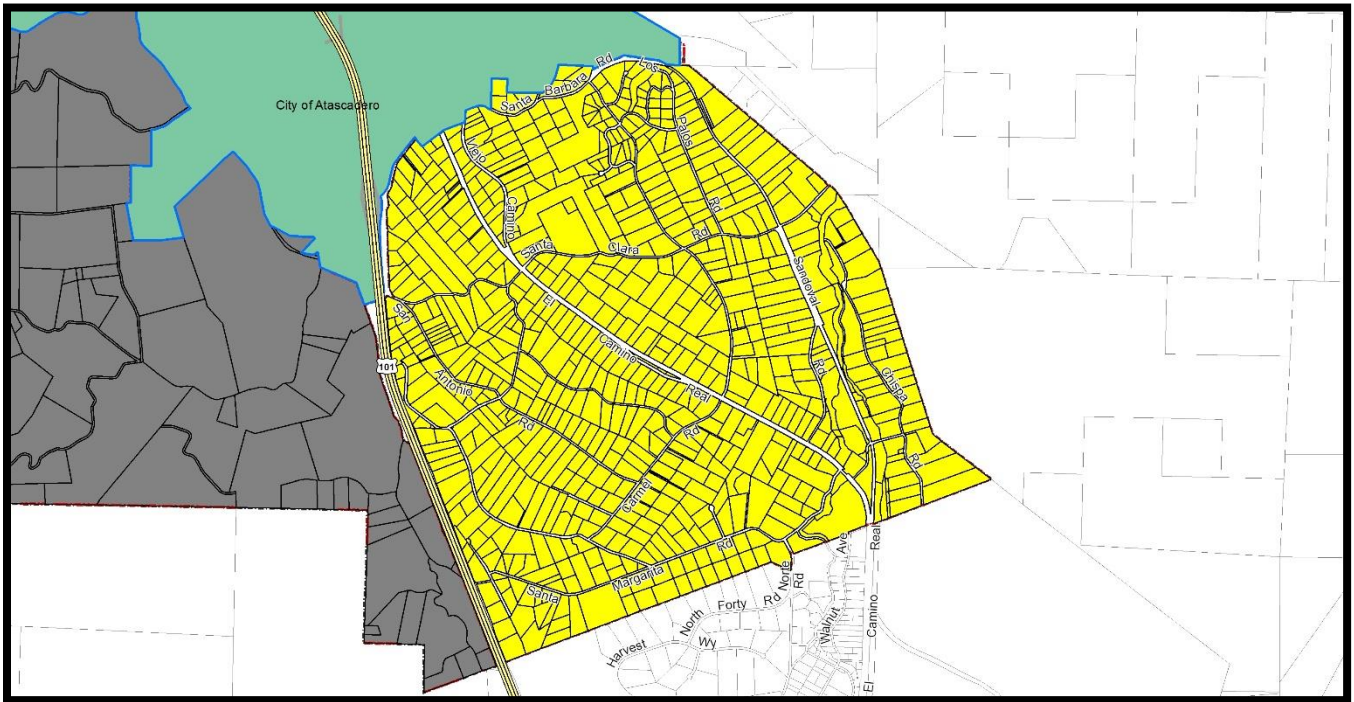 City of Atascadero
Santa Barbara Rd
Los Palos Rd
Viejo Camino
Santa Clara Rd
El Camino Real
Sandoval Rd
San Antonio Rd
101
Chispa Rd
Carmel Rd
Santa Margarita Rd
Norte Rd
Walnut Ave
El Camino Real
North Forty Rd
Harvest Wy